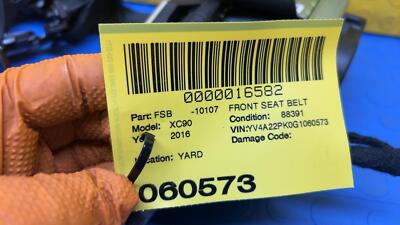 0000016582
Part: FSB -10107 FRONT SEAT BELT
Model: XC90 Condition: 88391
2016 VIN:YV4A22PK0G1060573
Damage Code:
Location: YARD
060573